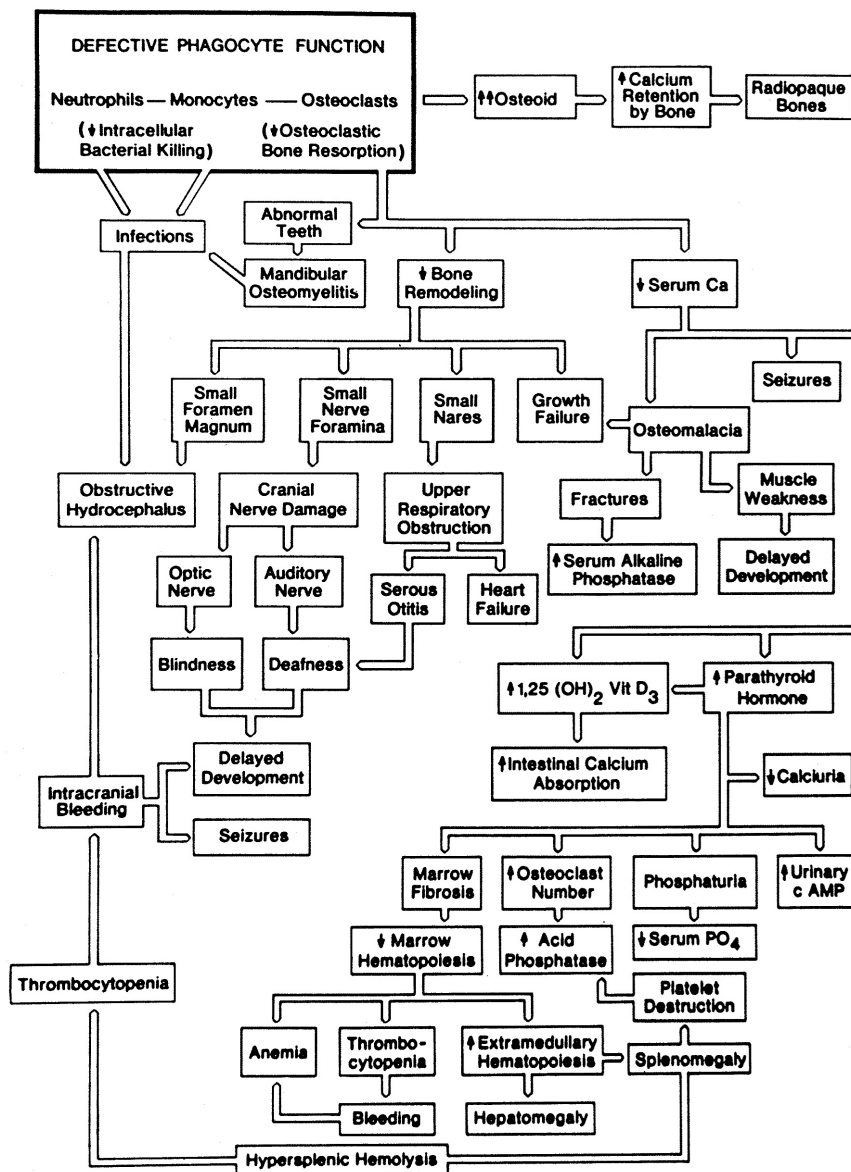 DEFECTIVE PHAGOCYTE FUNCTION
Neutrophils — Monocytes — Osteoclasts
(↓Intracellular
Bacterial Killing)
(↓Osteoclastic
Bone Resorption)
↑↑Osteoid
↑Calcium
Retention
by Bone
Radiopaque
Bones
Infections
Abnormal
Teeth
Mandibular
Osteomyelitis
↓Bone
Remodeling
↓Serum Ca
Small
Foramen
Magnum
Small
Nerve
Foramina
Small
Nares
Growth
Failure
Osteomalacia
Seizures
Obstructive
Hydrocephalus
Cranial
Nerve Damage
Upper
Respiratory
Obstruction
Fractures
Muscle
Weakness
Optic
Nerve
Auditory
Nerve
Serous
Otitis
Heart
Failure
↑Serum Alkaline
Phosphatase
Delayed
Development
Blindness
Deafness
↑1,25 (OH)2 Vit D3
↑Parathyroid
Hormone
Delayed
Development
↑Intestinal Calcium
Absorption
↓Calciuria
Intracranial
Bleeding
Seizures
Marrow
Fibrosis
↑Osteoclast
Number
Phosphaturia
↑Urinary
c AMP
↓Marrow
Hematopoiesis
↑ Acid
Phosphatase
↓Serum PO4
Thrombocytopenia
Platelet
Destruction
Anemia
Thrombo-
cytopenia
↑Extramedullary
Hematopoiesis
Splenomegaly
Bleeding
Hepatomegaly
Hypersplenic Hemolysis